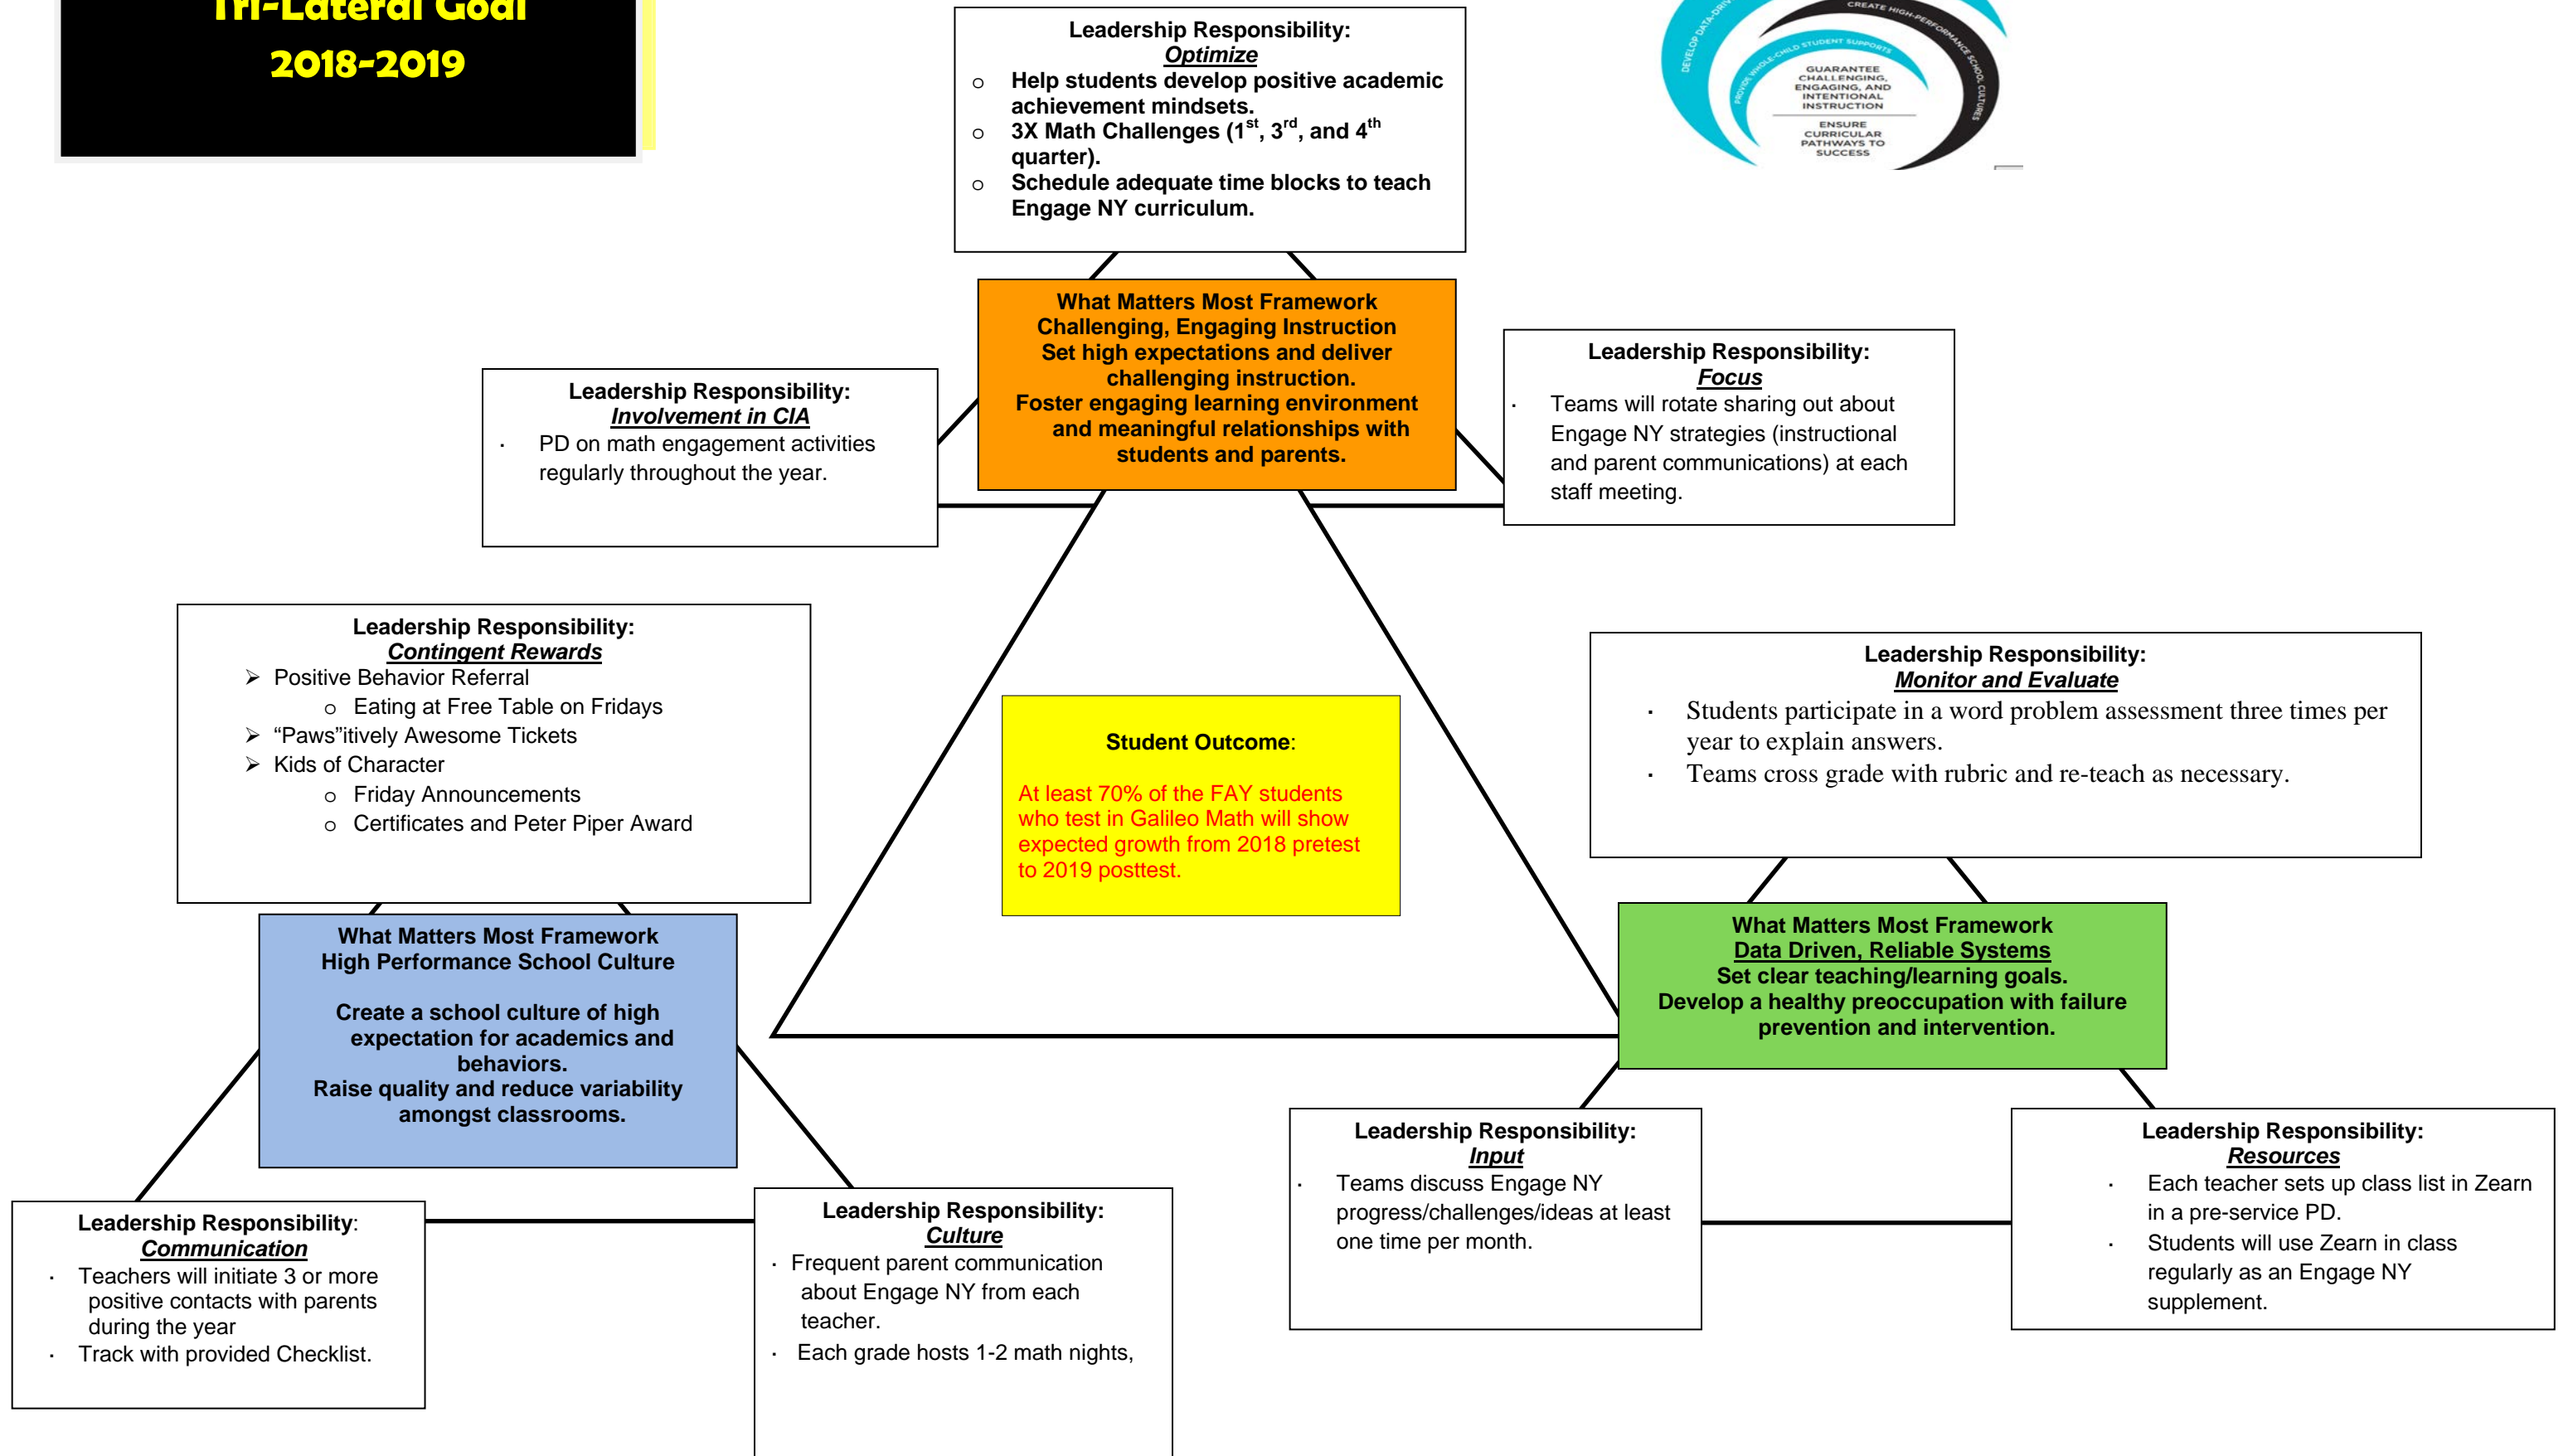 Tri-Lateral Goal
2018-2019
Leadership Responsibility:
Optimize
o Help students develop positive academic
achievement mindsets.
o 3X Math Challenges (1st, 3rd, and 4th
quarter).
o Schedule adequate time blocks to teach
Engage NY curriculum.
CREATE HIGH-PERFORMANCE SCHOOL CULTURES
PROVIDE WHOLE-CHILD STUDENT SUPPORTS
GUARANTEE
CHALLENGING,
ENGAGING, AND
INTENTIONAL
INSTRUCTION
ENSURE
CURRICULAR
PATHWAYS TO
SUCCESS
What Matters Most Framework
Challenging, Engaging Instruction
Set high expectations and deliver
challenging instruction.
Foster engaging learning environment
and meaningful relationships with
students and parents.
Leadership Responsibility:
Involvement in CIA
· PD on math engagement activities
regularly throughout the year.
Leadership Responsibility:
Focus
· Teams will rotate sharing out about
Engage NY strategies (instructional
and parent communications) at each
staff meeting.
Leadership Responsibility:
Contingent Rewards
➢ Positive Behavior Referral
o Eating at Free Table on Fridays
➢ “Paws”itively Awesome Tickets
➢ Kids of Character
o Friday Announcements
o Certificates and Peter Piper Award
Student Outcome:
At least 70% of the FAY students
who test in Galileo Math will show
expected growth from 2018 pretest
to 2019 posttest.
Leadership Responsibility:
Monitor and Evaluate
· Students participate in a word problem assessment three times per
year to explain answers.
· Teams cross grade with rubric and re-teach as necessary.
What Matters Most Framework
High Performance School Culture
Create a school culture of high
expectation for academics and
behaviors.
Raise quality and reduce variability
amongst classrooms.
What Matters Most Framework
Data Driven, Reliable Systems
Set clear teaching/learning goals.
Develop a healthy preoccupation with failure
prevention and intervention.
Leadership Responsibility:
Communication
· Teachers will initiate 3 or more
positive contacts with parents
during the year
· Track with provided Checklist.
Leadership Responsibility:
Culture
· Frequent parent communication
about Engage NY from each
teacher.
· Each grade hosts 1-2 math nights,
Leadership Responsibility:
Input
· Teams discuss Engage NY
progress/challenges/ideas at least
one time per month.
Leadership Responsibility:
Resources
· Each teacher sets up class list in Zearn
in a pre-service PD.
· Students will use Zearn in class
regularly as an Engage NY
supplement.